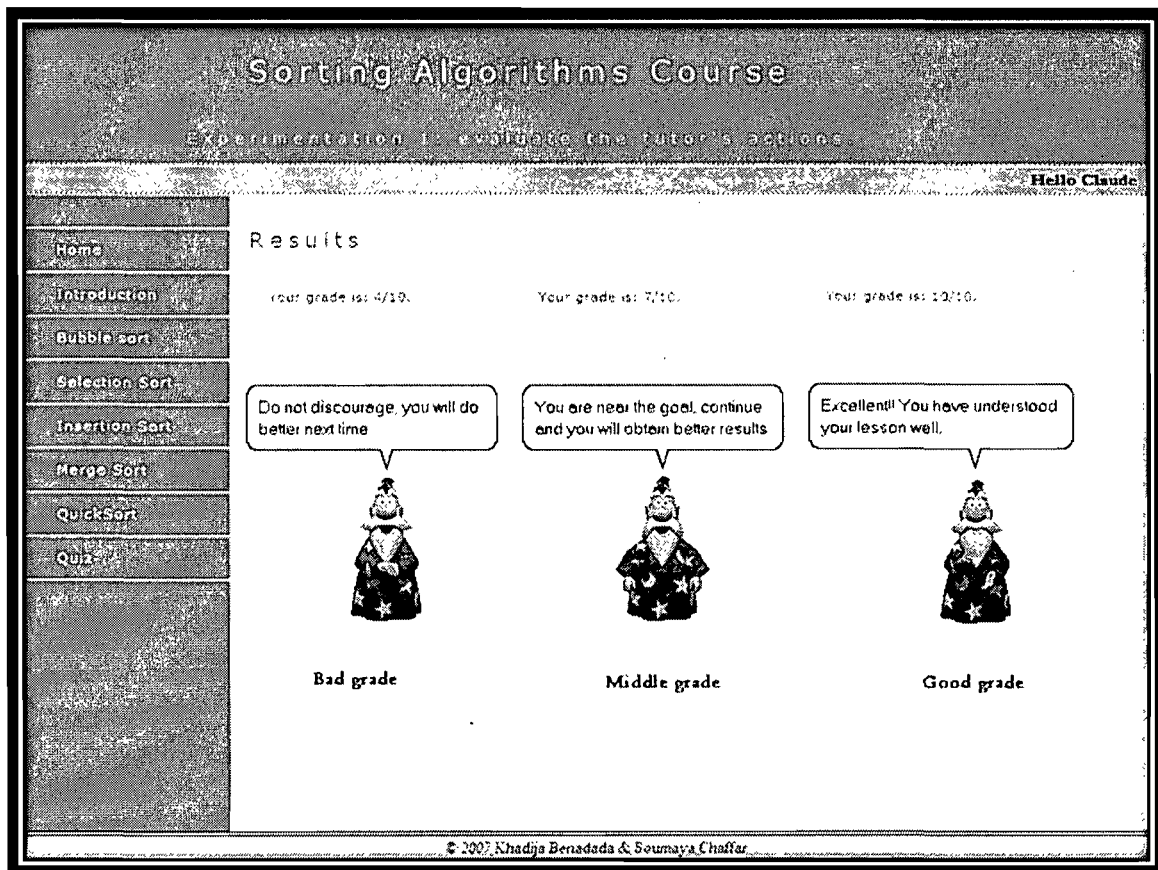 Sorting Algorithms Course
Experimentation 1: evaluate the tutor's actions.
Hello Claude
Home
Introduction
Bubble sort
Selection Sort
Insertion Sort
Merge Sort
QuickSort
Quiz
Results
Your grade is: 4/10.
Your grade is: 7/10.
Your grade is: 10/10.
Do not discourage, you will do
better next time
You are near the goal, continue
and you will obtain better results
Excellent!! You have understood
your lesson well.
Bad grade
Middle grade
Good grade
© 2007 Khadija Benadada & Soumaya Chaffar